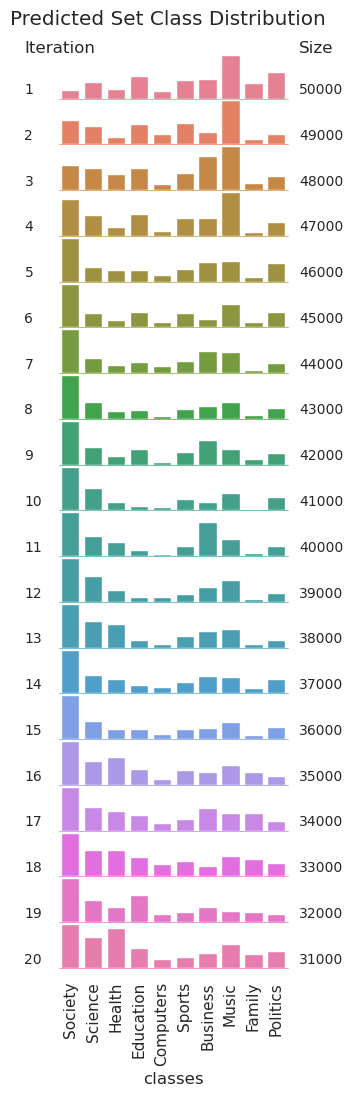 Predicted Set Class Distribution
Iteration Size
1 50000
2 49000
3 48000
4 47000
5 46000
6 45000
7 44000
8 43000
9 42000
10 41000
11 40000
12 39000
13 38000
14 37000
15 36000
16 35000
17 34000
18 33000
19 32000
20 31000
Society
Science
Health
Education
Computers
Sports
Business
Music
Family
Politics
classes